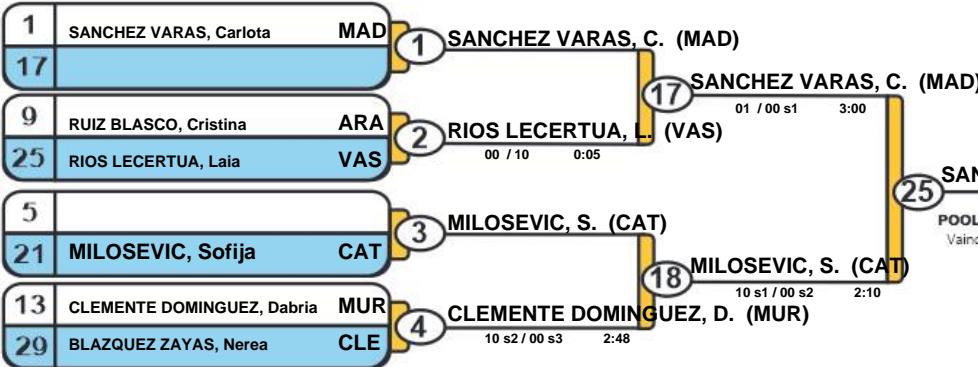 1 SANCHEZ VARAS, Carlota MAD
17
1 SANCHEZ VARAS, C. (MAD)
9 RUIZ BLASCO, Cristina ARA
25 RIOS LECERTUA, Laia VAS
2 RIOS LECERTUA, L. (VAS)
00 / 10 0:05
17 SANCHEZ VARAS, C. (MAD)
01 / 00 s1 3:00
5
21 MILOSEVIC, Sofija CAT
3 MILOSEVIC, S. (CAT)
13 CLEMENTE DOMINGUEZ, Dabria MUR
29 BLAZQUEZ ZAYAS, Nerea CLE
4 CLEMENTE DOMINGUEZ, D. (MUR)
10 s2 / 00 s3 2:48
18 MILOSEVIC, S. (CAT)
10 s1 / 00 s2 2:10
25 SAN
POOL
Vainc